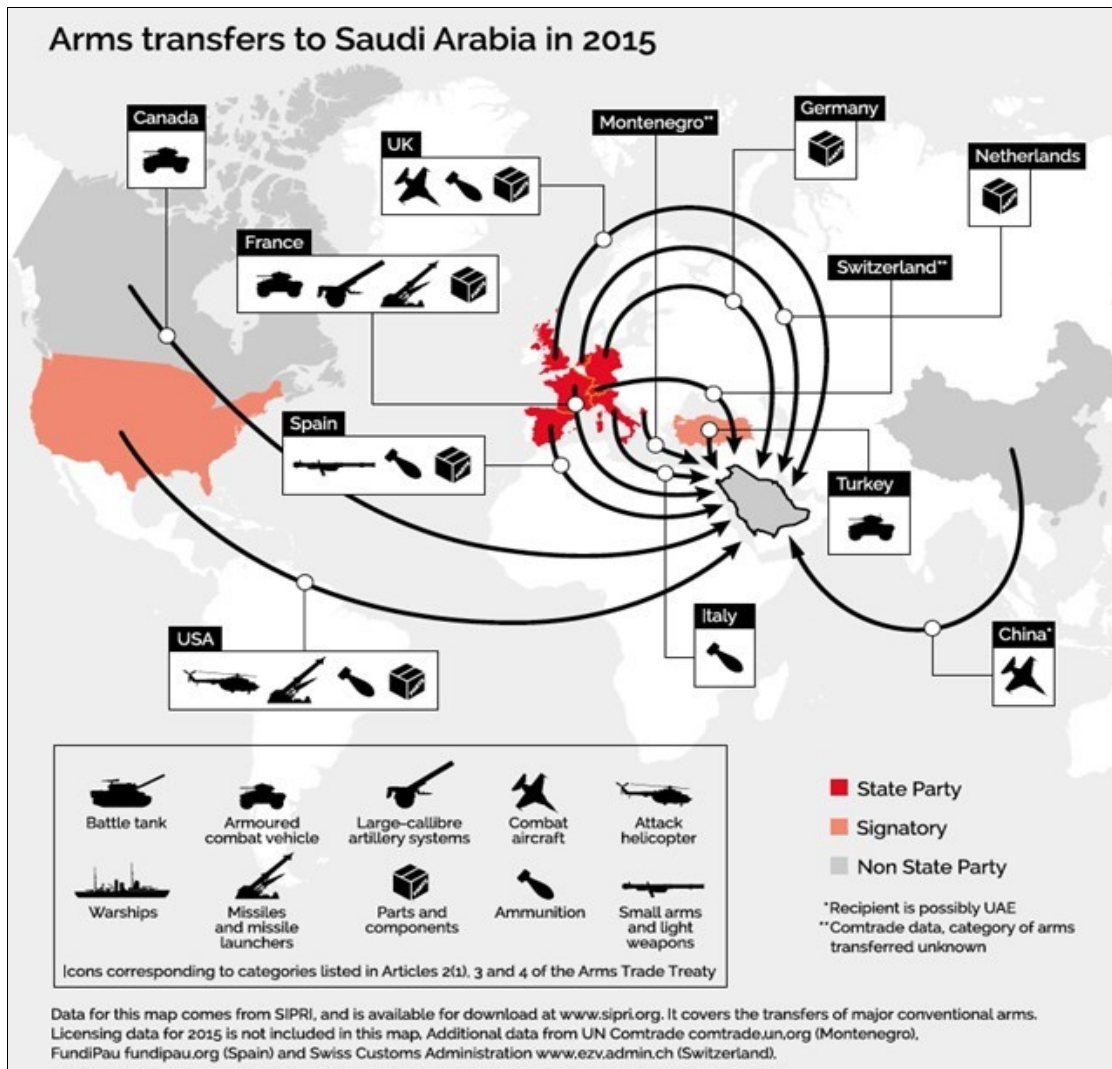 Arms transfers to Saudi Arabia in 2015
Canada
UK
Montenegro**
Germany
Netherlands
France
Switzerland**
Spain
Turkey
Italy
China*
USA
Battle tank
Armoured
combat vehicle
Large-callibre
artillery systems
Combat
aircraft
Attack
helicopter
Warships
Missiles
and missile
launchers
Parts and
components
Ammunition
Small arms
and light
weapons
Icons corresponding to categories listed in Articles 2(1), 3 and 4 of the Arms Trade Treaty
State Party
Signatory
Non State Party
*Recipient is possibly UAE
**Comtrade data, category of arms
transferred unknown
Data for this map comes from SIPRI, and is available for download at www.sipri.org. It covers the transfers of major conventional arms.
Licensing data for 2015 is not included in this map. Additional data from UN Comtrade comtrade.un.org (Montenegro),
FundiPau fundipau.org (Spain) and Swiss Customs Administration www.ezv.admin.ch (Switzerland).